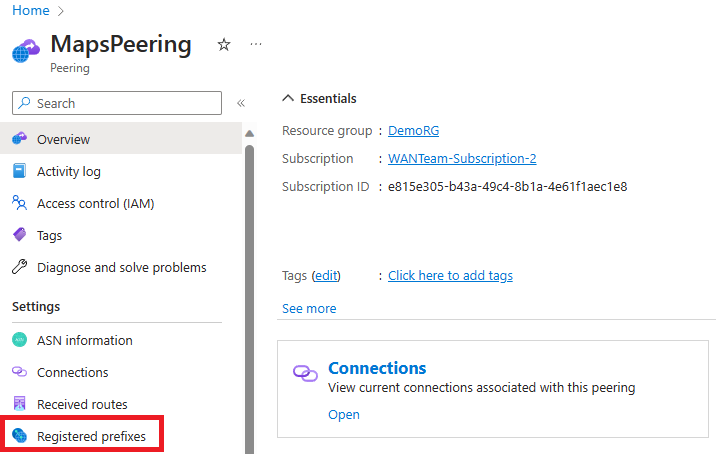 Home >
MapsPeering ☆ ...
Peering
Search «
Overview
Activity log
Access control (IAM)
Tags
Diagnose and solve problems
Settings
ASN information
Connections
Received routes
Registered prefixes
Essentials
Resource group : DemoRG
Subscription : WANTeam-Subscription-2
Subscription ID : e815e305-b43a-49c4-8b1a-4e61f1aec1e8
Tags (edit) : Click here to add tags
See more
Connections
View current connections associated with this peering
Open